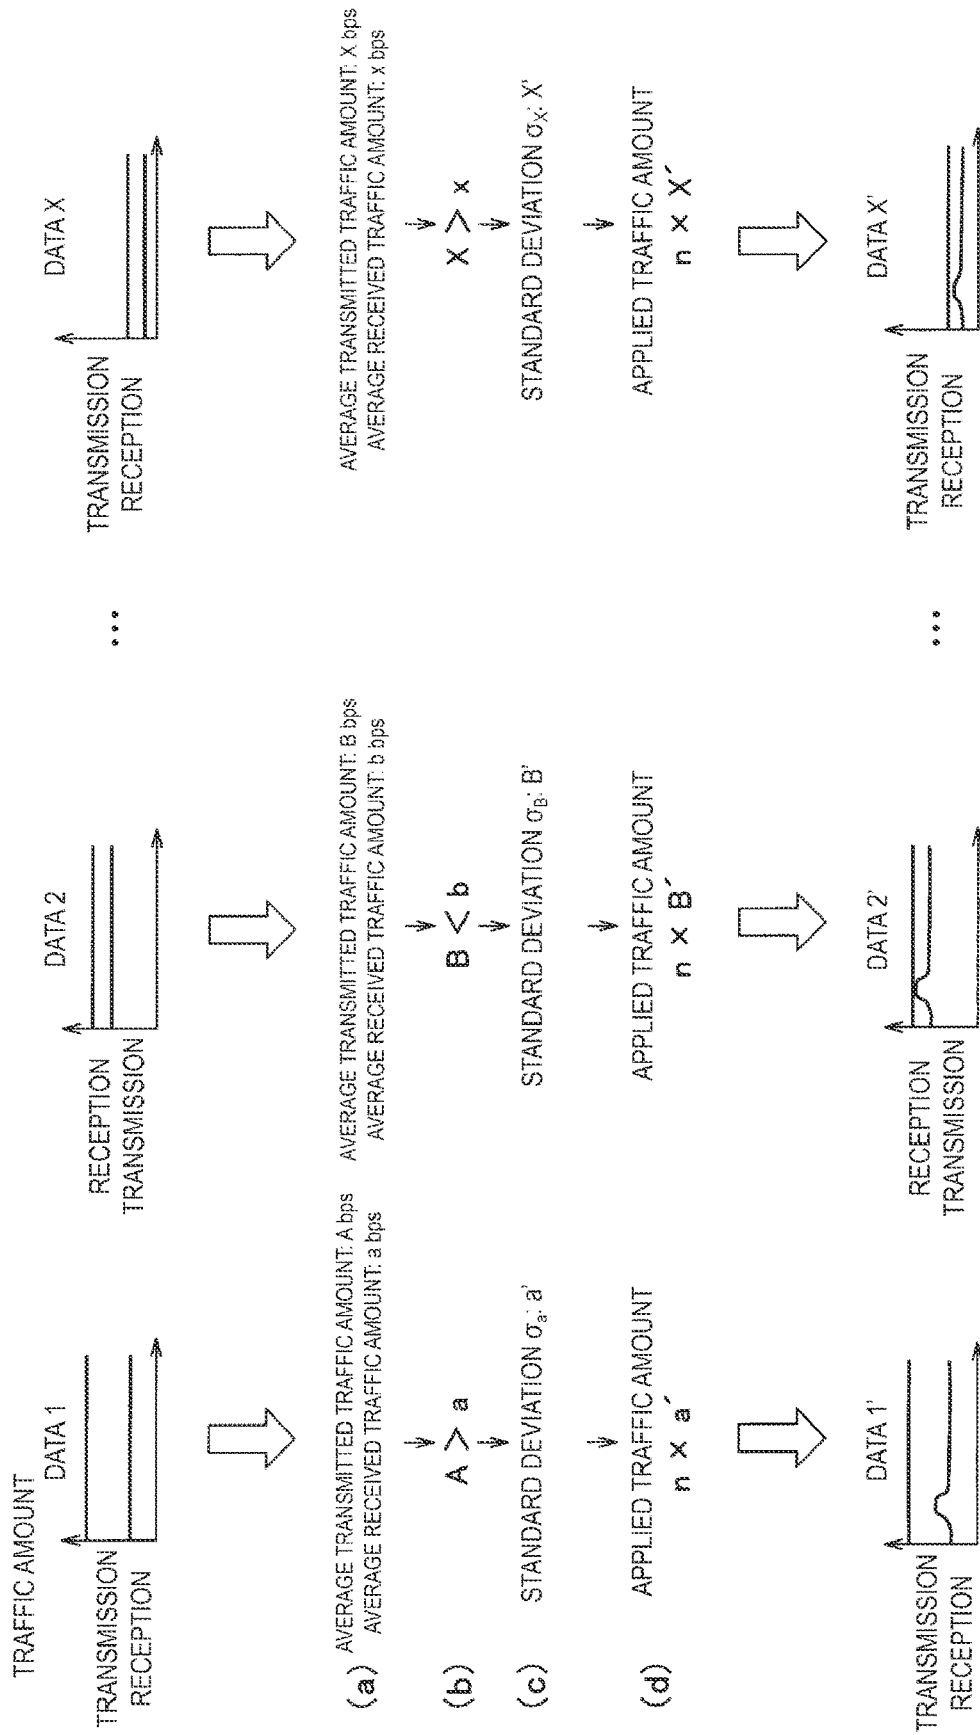 TRAFFIC AMOUNT
DATA 1
TRANSMISSION
RECEPTION
DATA 2
RECEPTION
TRANSMISSION
...
DATA X
TRANSMISSION
RECEPTION
(a)
AVERAGE TRANSMITTED TRAFFIC AMOUNT: A bps
AVERAGE RECEIVED TRAFFIC AMOUNT: a bps
AVERAGE TRANSMITTED TRAFFIC AMOUNT: B bps
AVERAGE RECEIVED TRAFFIC AMOUNT: b bps
AVERAGE TRANSMITTED TRAFFIC AMOUNT: X bps
AVERAGE RECEIVED TRAFFIC AMOUNT: x bps
(b)
A > a
B < b
X > x
(c)
STANDARD DEVIATION σa: a'
STANDARD DEVIATION σB: B'
STANDARD DEVIATION σX: X'
(d)
APPLIED TRAFFIC AMOUNT
n × a´
APPLIED TRAFFIC AMOUNT
n × B´
APPLIED TRAFFIC AMOUNT
n × X´
DATA 1'
TRANSMISSION
RECEPTION
DATA 2'
RECEPTION
TRANSMISSION
...
DATA X'
TRANSMISSION
RECEPTION